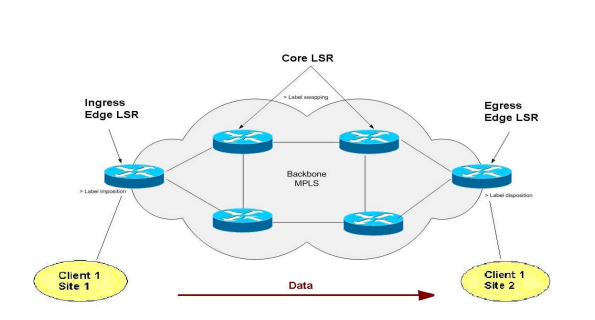 Core LSR
> Label swapping
Ingress
Edge LSR
Egress
Edge LSR
Backbone
MPLS
> Label imposition
> Label disposition
Client 1
Site 1
Client 1
Site 2
Data